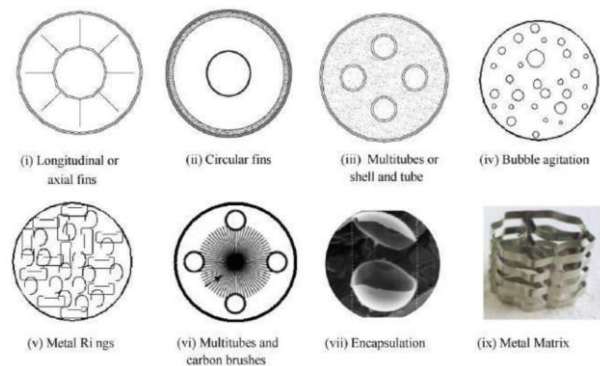 (i) Longitudinal or
axial fins
(ii) Circular fins
(iii) Multitubes or
shell and tube
(iv) Bubble agitation
(v) Metal Ri ngs
(vi) Multitubes and
carbon brushes
(vii) Encapsulation
(ix) Metal Matrix